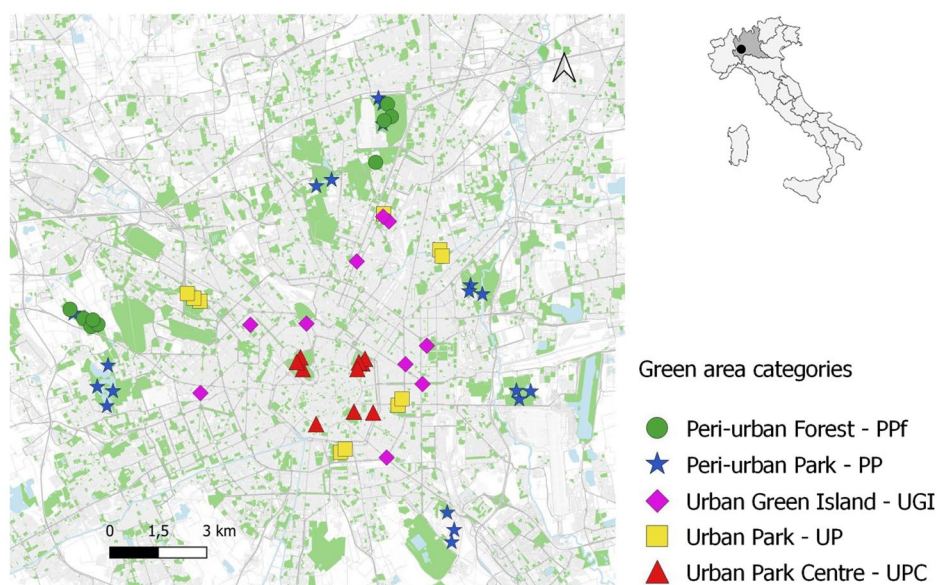 Green area categories
Peri-urban Forest - PPf
Peri-urban Park - PP
Urban Green Island - UGI
Urban Park - UP
Urban Park Centre - UPC
0 1,5 3 km